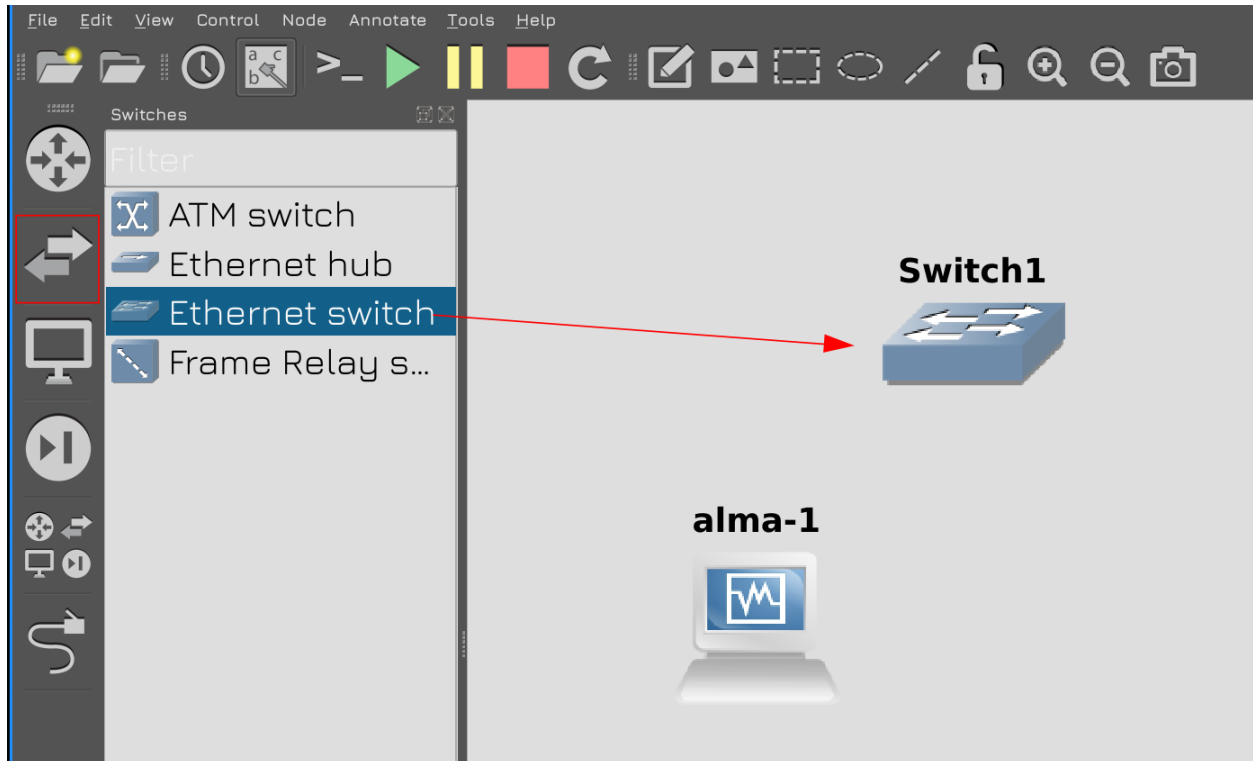 File Edit View Control Node Annotate Tools Help
a c
b
>_
Switches
Filter
ATM switch
Ethernet hub
Ethernet switch
Frame Relay s...
Switch1
alma-1